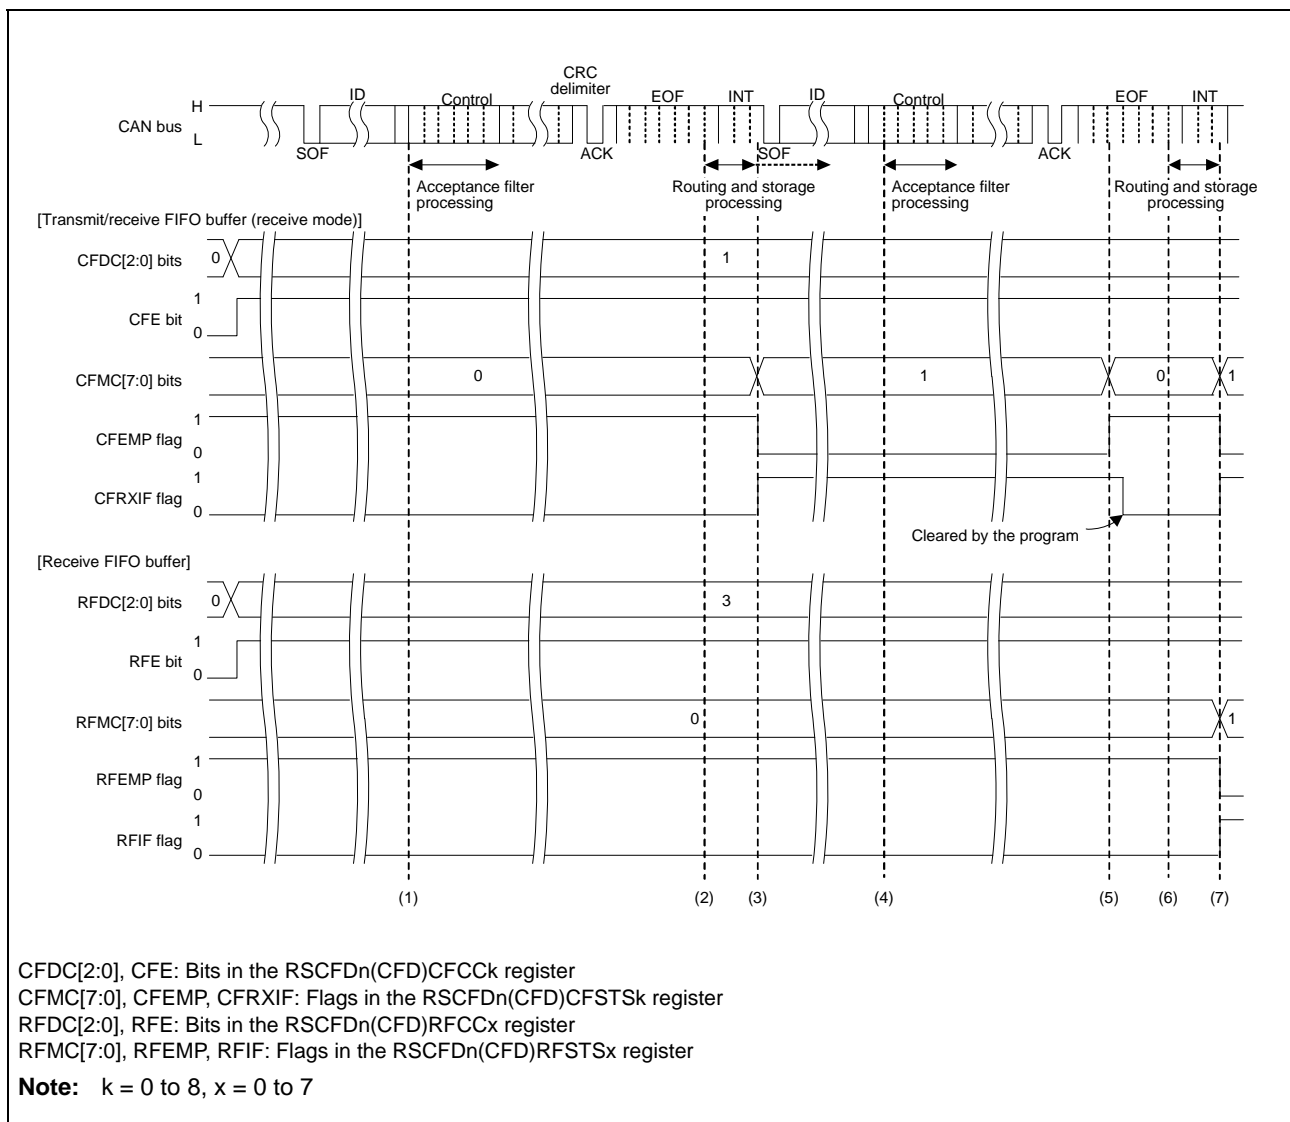 CRC
delimiter
ID
Control
EOF
INT
ID
Control
EOF
INT
H
CAN bus
L
SOF
ACK
SOF
ACK
Acceptance filter
processing
Routing and storage
processing
Acceptance filter
processing
Routing and storage
processing
[Transmit/receive FIFO buffer (receive mode)]
CFDC[2:0] bits
0
1
1
CFE bit
0
CFMC[7:0] bits
0
1
0
1
1
CFEMP flag
0
1
CFRXIF flag
0
Cleared by the program
[Receive FIFO buffer]
RFDC[2:0] bits
0
3
1
RFE bit
0
RFMC[7:0] bits
0
1
1
RFEMP flag
0
1
RFIF flag
0
(1)
(2)
(3)
(4)
(5)
(6)
(7)
CFDC[2:0], CFE: Bits in the RSCFDn(CFD)CFCCk register
CFMC[7:0], CFEMP, CFRXIF: Flags in the RSCFDn(CFD)CFSTSk register
RFDC[2:0], RFE: Bits in the RSCFDn(CFD)RFCCx register
RFMC[7:0], RFEMP, RFIF: Flags in the RSCFDn(CFD)RFSTSx register
Note: k = 0 to 8, x = 0 to 7